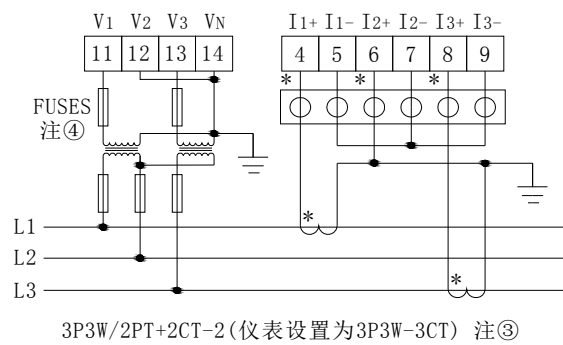 V1 V2 V3 VN I1+ I1- I2+ I2- I3+ I3-
11 12 13 14 4 5 6 7 8 9
* * *
FUSES
注④
*
L1
L2
*
L3
3P3W/2PT+2CT-2(仪表设置为3P3W-3CT) 注③